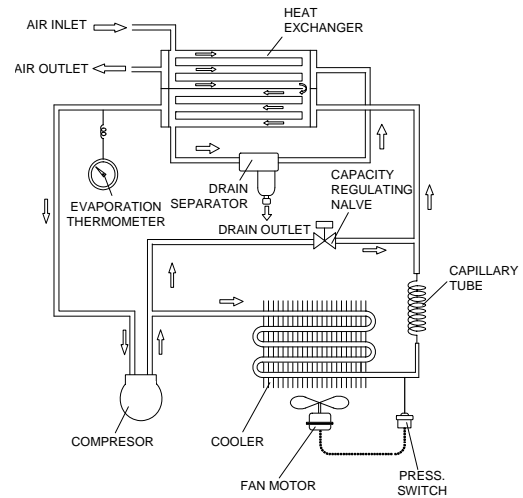 AIR INLET
HEAT
EXCHANGER
AIR OUTLET
DRAIN
SEPARATOR
CAPACITY
REGULATING
NALVE
EVAPORATION
THERMOMETER
DRAIN OUTLET
CAPILLARY
TUBE
COMPRESOR
COOLER
FAN MOTOR
PRESS.
SWITCH